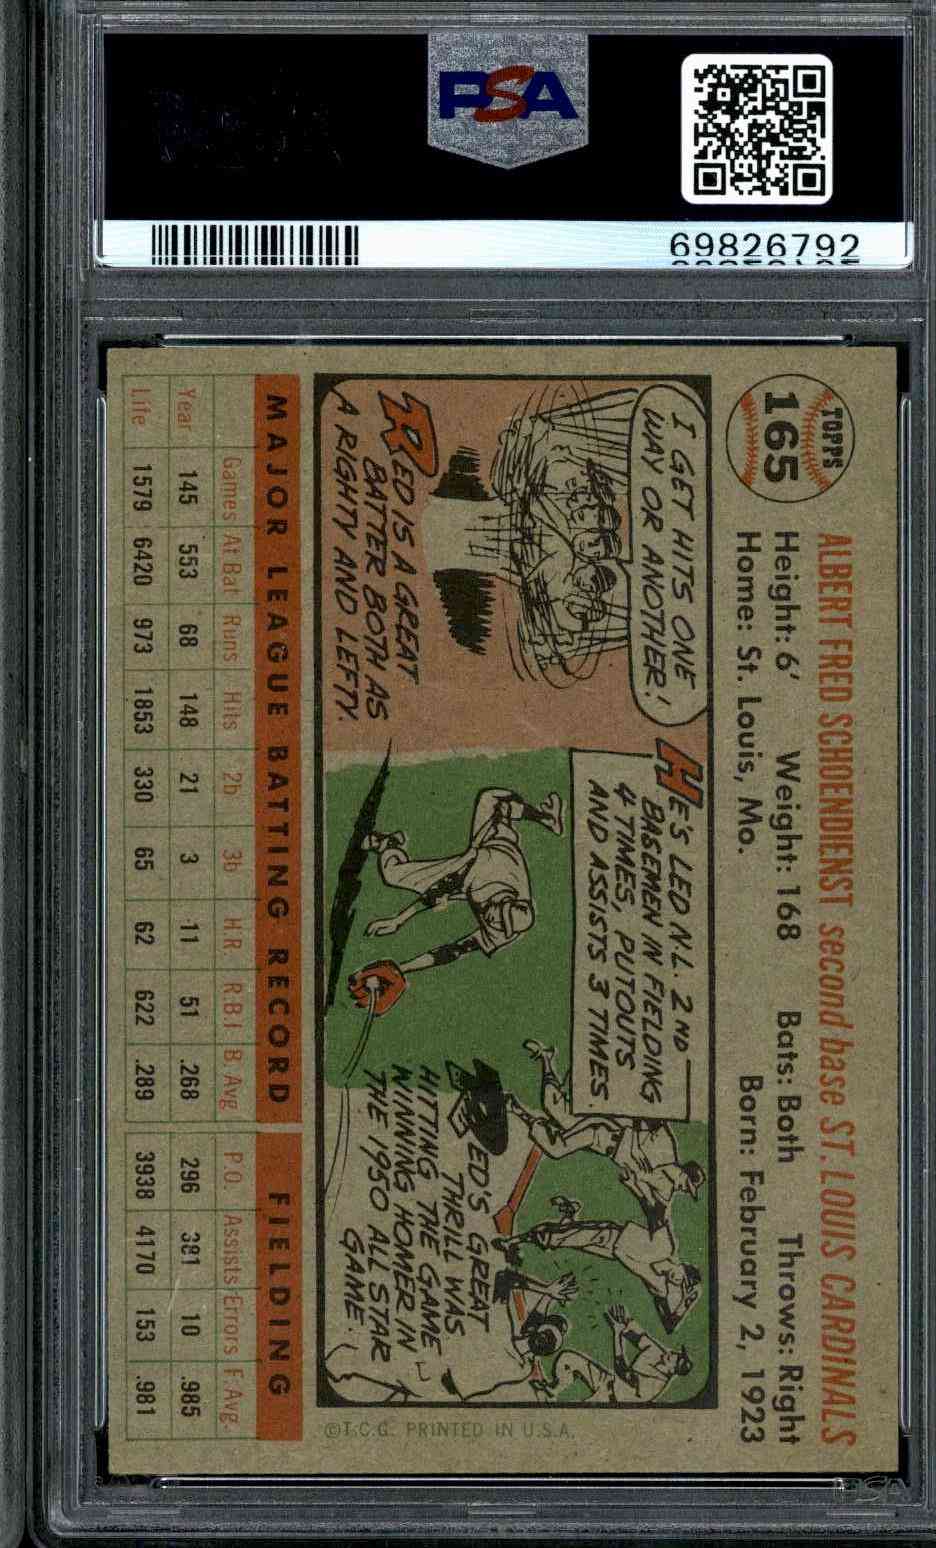 PSA
69826792
TOPPS
165
ALBERT FRED SCHOENDIENST second base ST. LOUIS CARDINALS
Height: 6' Weight: 168 Bats: Both Throws: Right
Home: St. Louis, Mo. Born: February 2, 1923
I GET HITS ONE
WAY OR ANOTHER!
RED IS A GREAT
BATTER BOTH AS
A RIGHTY AND LEFTY.
HE'S LED N.L. 2ND
BASEMEN IN FIELDING
4 TIMES, PUTOUTS
AND ASSISTS 3 TIMES
RED'S GREAT
THRILL WAS
HITTING THE GAME
WINNING HOMER IN
THE 1950 ALL STAR
GAME.
©T.C.G. PRINTED IN U.S.A.
MAJOR LEAGUE BATTING RECORD FIELDING
Games At Bat Runs Hits 2b 3b H.R. R.B.I B. Avg P.O. Assists Errors F. Avg.
Year 145 553 68 148 21 3 11 51 .268 296 381 10 .985
Life 1579 6420 973 1853 330 65 62 622 .289 3938 4170 153 .981
PSA